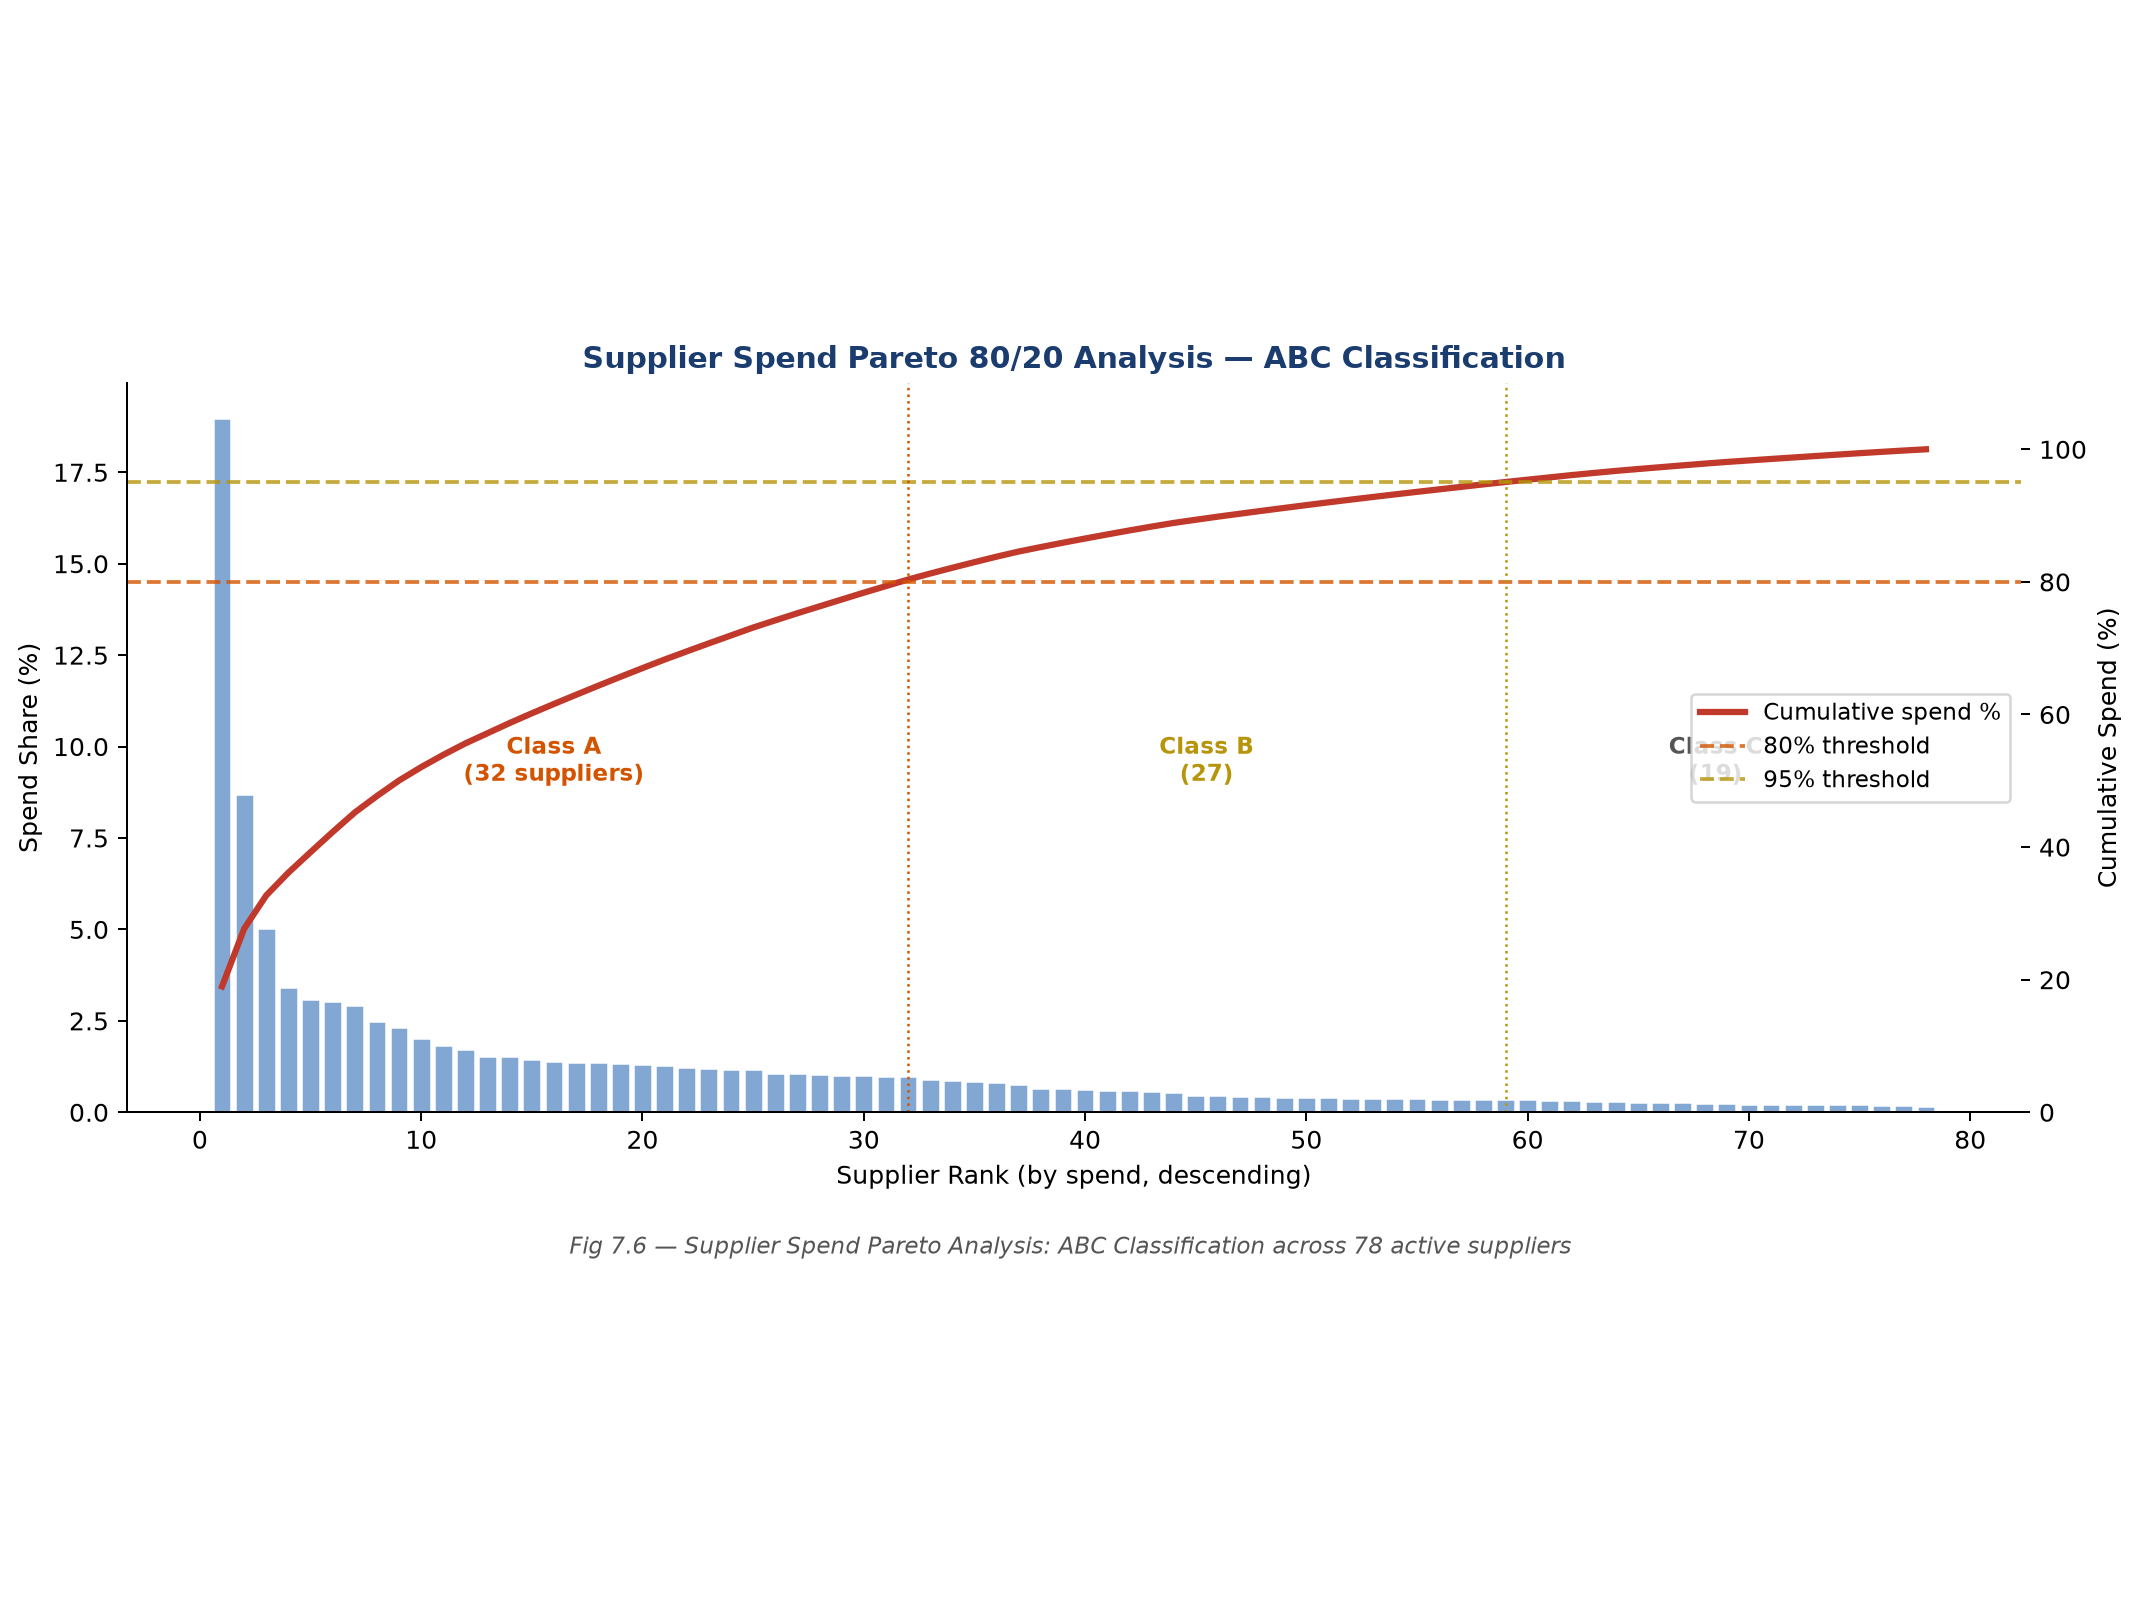 Supplier Spend Pareto 80/20 Analysis — ABC Classification
Spend Share (%)
17.5
15.0
12.5
10.0
7.5
5.0
2.5
0.0
Class A
(32 suppliers)
Class B
(27)
Class C
(19)
Cumulative spend %
80% threshold
95% threshold
100
80
60
40
20
0
Cumulative Spend (%)
0 10 20 30 40 50 60 70 80
Supplier Rank (by spend, descending)
Fig 7.6 — Supplier Spend Pareto Analysis: ABC Classification across 78 active suppliers